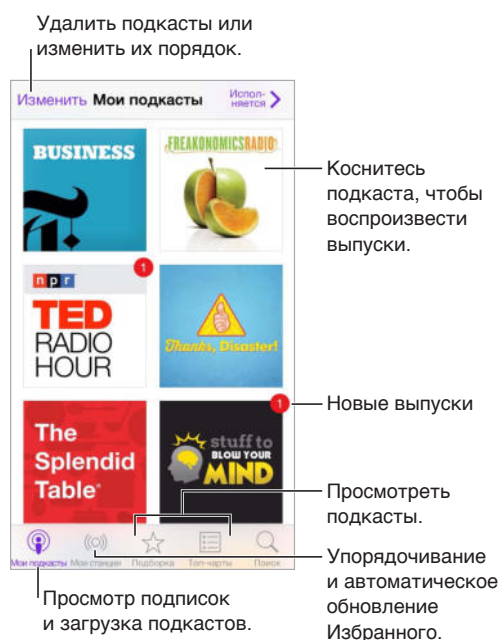 Удалить подкасты или
изменить их порядок.
Изменить Мои подкасты
Испол-
няется
BUSINESS
FREAKONOMICSRADIO
Коснитесь
подкаста, чтобы
воспроизвести
выпуски.
npr
1
TED
RADIO
HOUR
Thanks, Disaster!
1
Новые выпуски
The
Splendid
Table
stuff to
BLOW YOUR
MIND
Просмотреть
подкасты.
Мои подкасты Мои станции Подборка Топ-чарты Поиск
Упорядочивание
и автоматическое
обновление
Избранного.
Просмотр подписок
и загрузка подкастов.